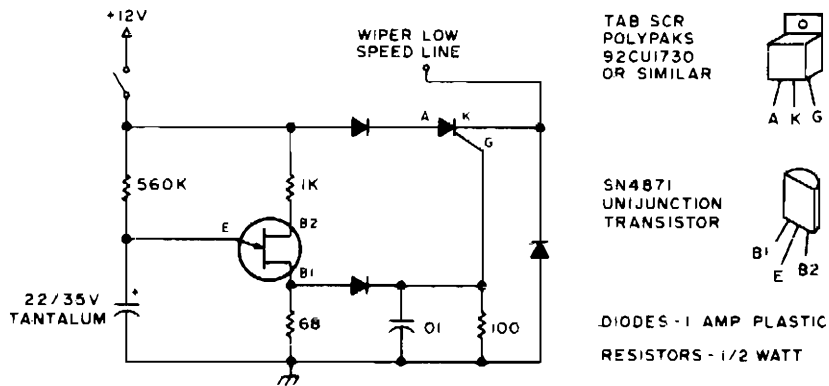 +12V
WIPER LOW
SPEED LINE
TAB SCR
POLYPAKS
92CU1730
OR SIMILAR
A K G
A
K
G
560K
1K
E
B2
B1
SN4871
UNIJUNCTION
TRANSISTOR
B1
E
B2
22/35V
TANTALUM
+
68
01
100
DIODES-1 AMP PLASTIC
RESISTORS-1/2 WATT